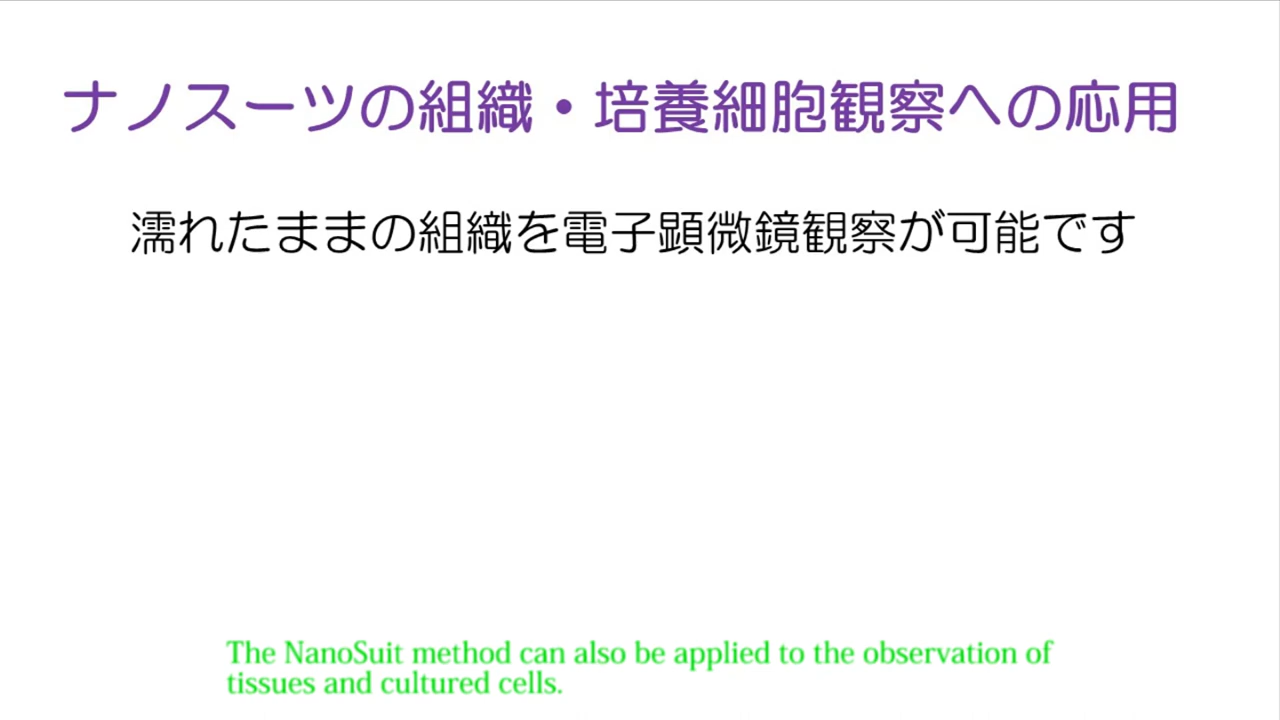 ナノスーツの組織・培養細胞観察への応用
濡れたままの組織を電子顕微鏡観察が可能です
The NanoSuit method can also be applied to the observation of
tissues and cultured cells.